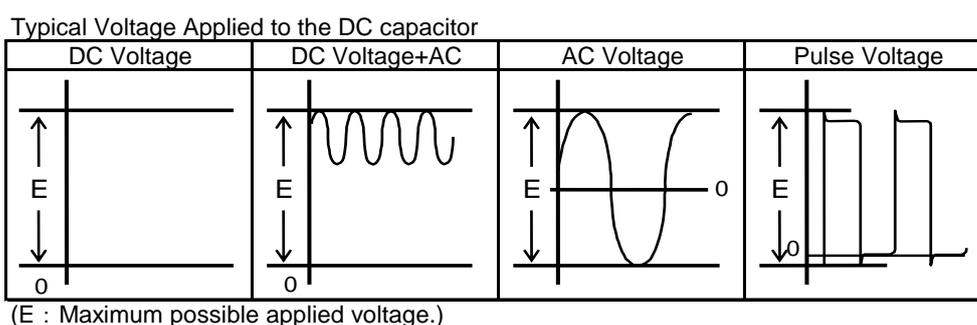 Typical Voltage Applied to the DC capacitor
DC Voltage DC Voltage+AC AC Voltage Pulse Voltage
E E E 0 E
0 0 0
(E：Maximum possible applied voltage.)